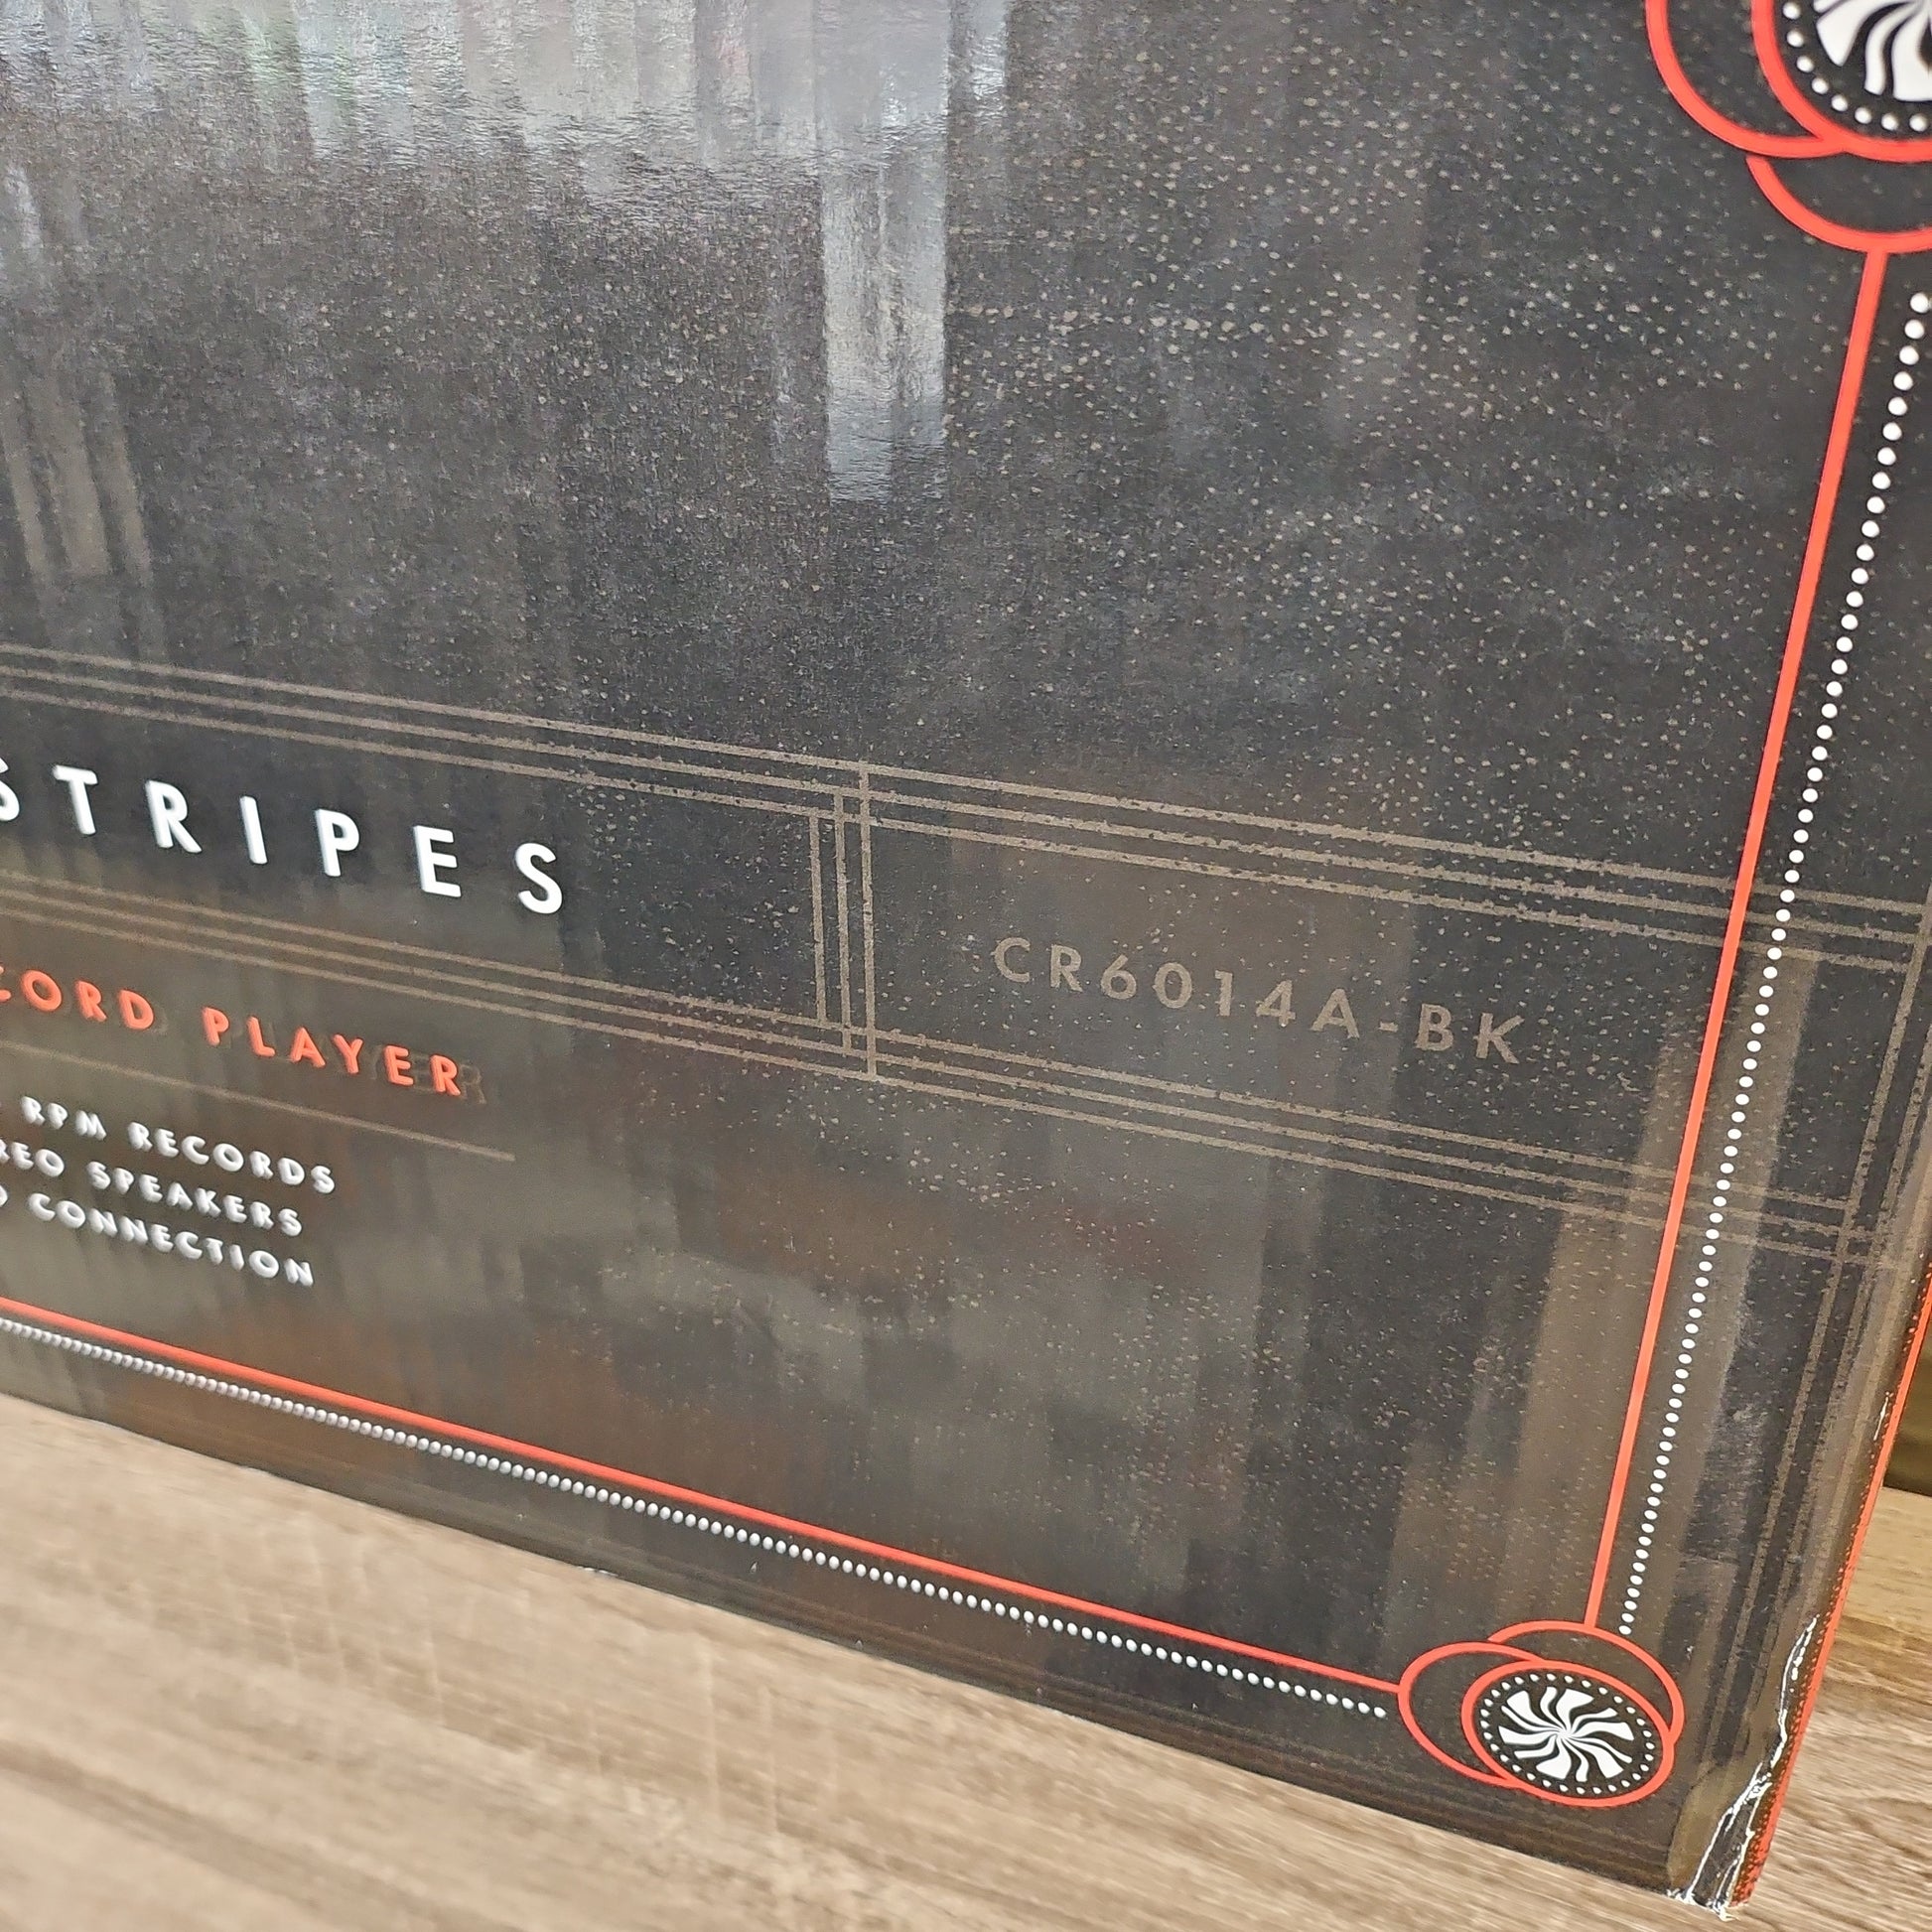 STRIPES
CR6014A-BK
CORD PLAYER
RPM RECORDS
REO SPEAKERS
CONNECTION